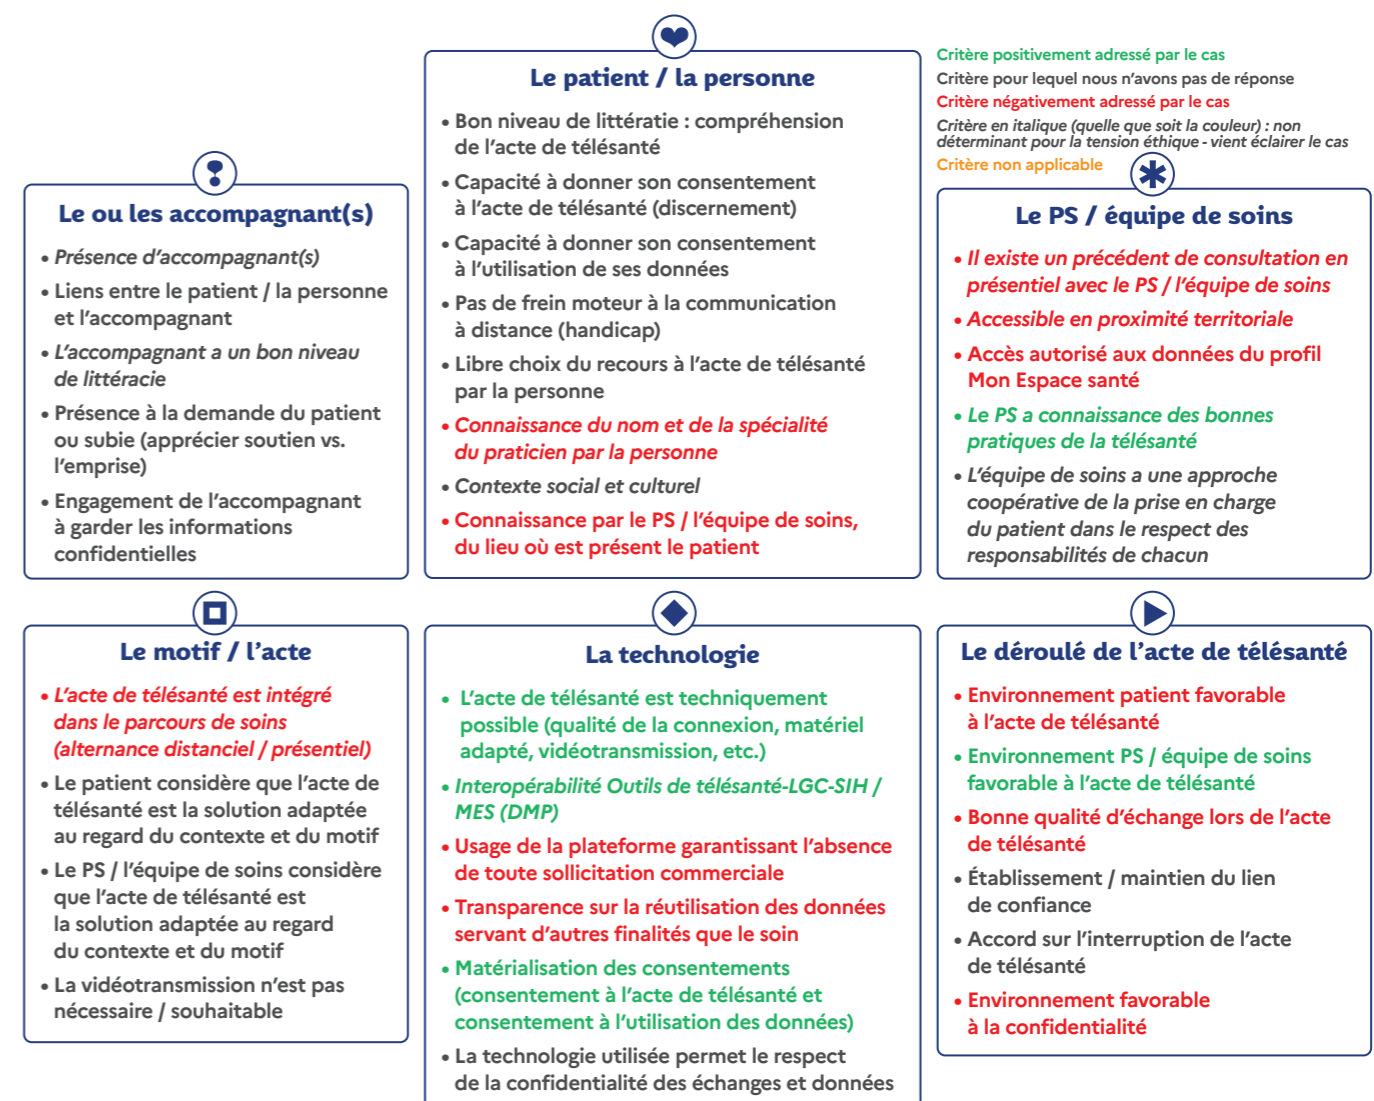 Le patient / la personne
• Bon niveau de littératie : compréhension
de l’acte de télésanté
• Capacité à donner son consentement
à l’acte de télésanté (discernement)
• Capacité à donner son consentement
à l’utilisation de ses données
• Pas de frein moteur à la communication
à distance (handicap)
• Libre choix du recours à l’acte de télésanté
par la personne
• Connaissance du nom et de la spécialité
du praticien par la personne
• Contexte social et culturel
• Connaissance par le PS / l’équipe de soins,
du lieu où est présent le patient
Critère positivement adressé par le cas
Critère pour lequel nous n’avons pas de réponse
Critère négativement adressé par le cas
Critère en italique (quelle que soit la couleur) : non
déterminant pour la tension éthique - vient éclairer le cas
Critère non applicable
Le ou les accompagnant(s)
• Présence d’accompagnant(s)
• Liens entre le patient / la personne
et l’accompagnant
• L’accompagnant a un bon niveau
de littéracie
• Présence à la demande du patient
ou subie (apprécier soutien vs.
l’emprise)
• Engagement de l’accompagnant
à garder les informations
confidentielles
Le PS / équipe de soins
• Il existe un précédent de consultation en
présentiel avec le PS / l’équipe de soins
• Accessible en proximité territoriale
• Accès autorisé aux données du profil
Mon Espace santé
• Le PS a connaissance des bonnes
pratiques de la télésanté
• L’équipe de soins a une approche
coopérative de la prise en charge
du patient dans le respect des
responsabilités de chacun
Le motif / l’acte
• L’acte de télésanté est intégré
dans le parcours de soins
(alternance distanciel / présentiel)
• Le patient considère que l’acte de
télésanté est la solution adaptée
au regard du contexte et du motif
• Le PS / l’équipe de soins considère
que l’acte de télésanté est
la solution adaptée au regard
du contexte et du motif
• La vidéotransmission n’est pas
nécessaire / souhaitable
La technologie
• L’acte de télésanté est techniquement
possible (qualité de la connexion, matériel
adapté, vidéotransmission, etc.)
• Interopérabilité Outils de télésanté-LGC-SIH /
MES (DMP)
• Usage de la plateforme garantissant l’absence
de toute sollicitation commerciale
• Transparence sur la réutilisation des données
servant d’autres finalités que le soin
• Matérialisation des consentements
(consentement à l’acte de télésanté et
consentement à l’utilisation des données)
• La technologie utilisée permet le respect
de la confidentialité des échanges et données
Le déroulé de l’acte de télésanté
• Environnement patient favorable
à l’acte de télésanté
• Environnement PS / équipe de soins
favorable à l’acte de télésanté
• Bonne qualité d’échange lors de l’acte
de télésanté
• Établissement / maintien du lien
de confiance
• Accord sur l’interruption de l’acte
de télésanté
• Environnement favorable
à la confidentialité